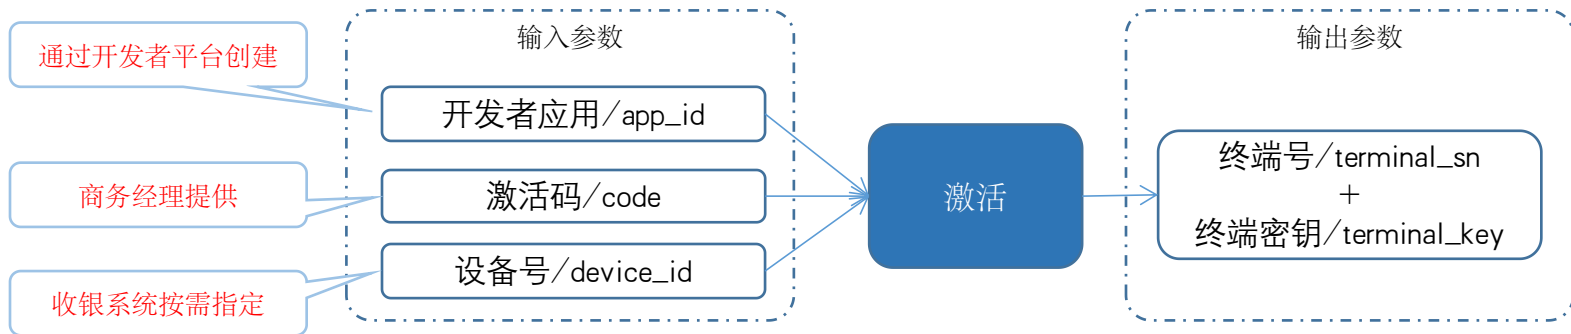 通过开发者平台创建
商务经理提供
收银系统按需指定
输入参数
开发者应用/app_id
激活码/code
设备号/device_id
激活
输出参数
终端号/terminal_sn
+
终端密钥/terminal_key